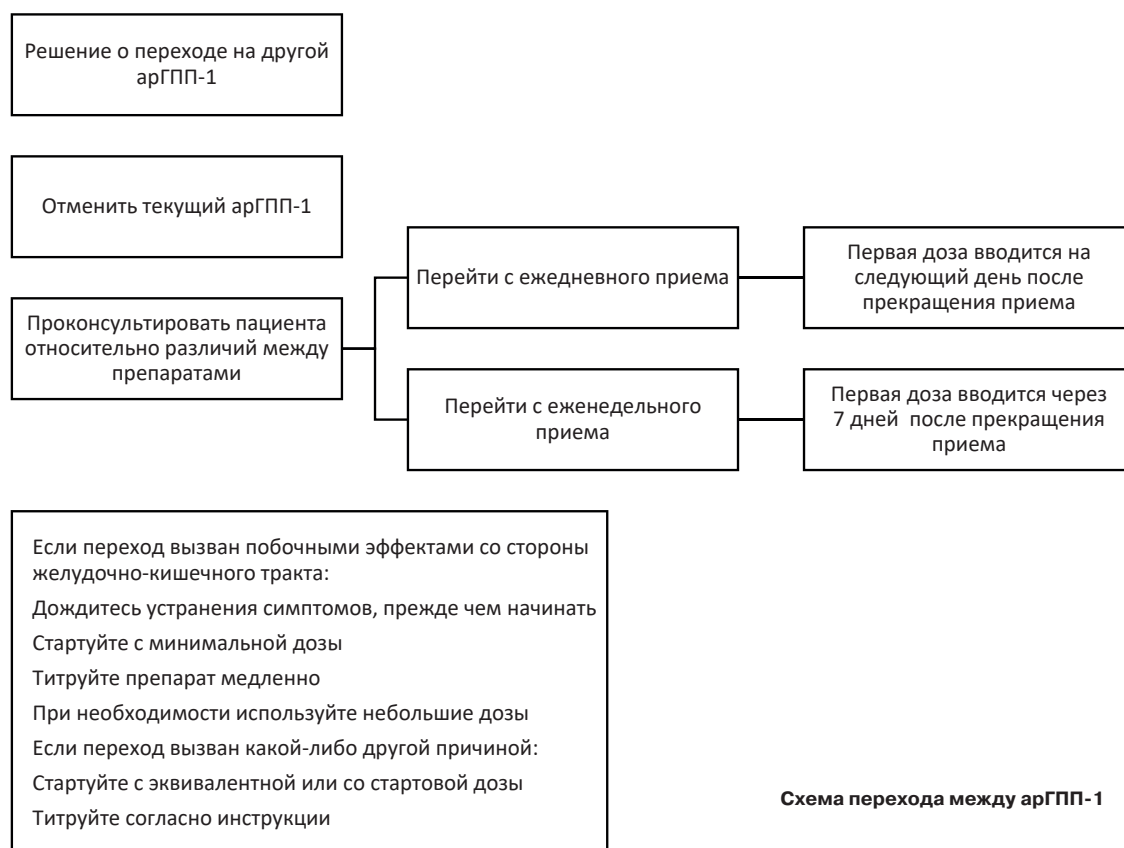 Решение о переходе на другой
арГПП-1
Отменить текущий арГПП-1
Проконсультировать пациента
относительно различий между
препаратами
Перейти с ежедневного приема
Первая доза вводится на
следующий день после
прекращения приема
Перейти с еженедельного
приема
Первая доза вводится через
7 дней после прекращения
приема
Если переход вызван побочными эффектами со стороны
желудочно-кишечного тракта:
Дождитесь устранения симптомов, прежде чем начинать
Стартуйте с минимальной дозы
Титруйте препарат медленно
При необходимости используйте небольшие дозы
Если переход вызван какой-либо другой причиной:
Стартуйте с эквивалентной или со стартовой дозы
Титруйте согласно инструкции
Схема перехода между арГПП-1